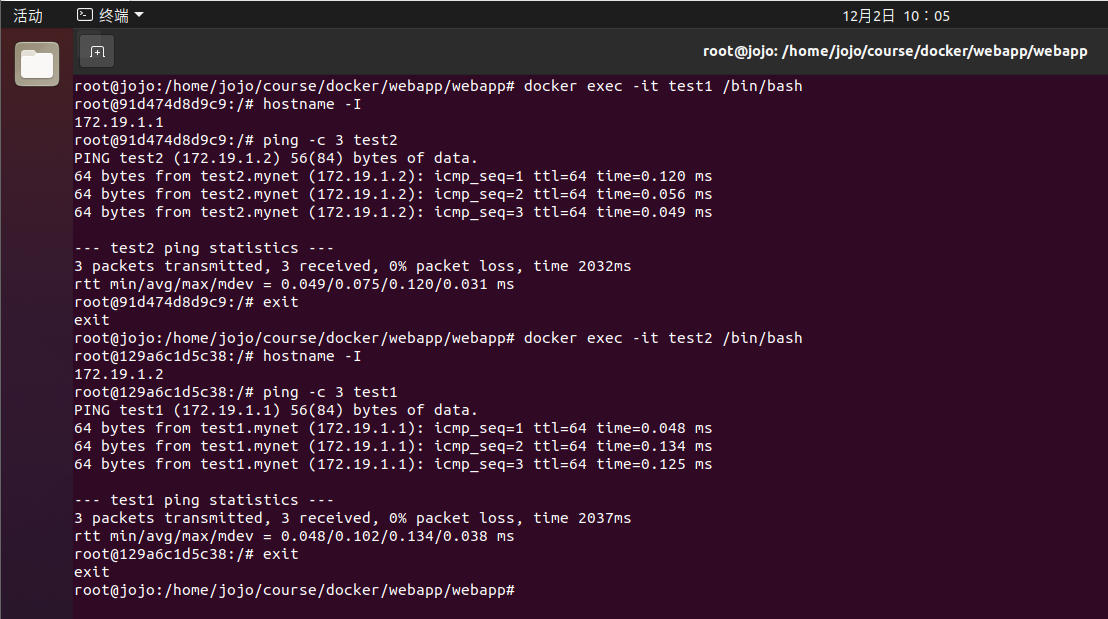 活动 终端 12月2日 10：05
root@jojo: /home/jojo/course/docker/webapp/webapp
root@jojo:/home/jojo/course/docker/webapp/webapp# docker exec -it test1 /bin/bash
root@91d474d8d9c9:/# hostname -I
172.19.1.1
root@91d474d8d9c9:/# ping -c 3 test2
PING test2 (172.19.1.2) 56(84) bytes of data.
64 bytes from test2.mynet (172.19.1.2): icmp_seq=1 ttl=64 time=0.120 ms
64 bytes from test2.mynet (172.19.1.2): icmp_seq=2 ttl=64 time=0.056 ms
64 bytes from test2.mynet (172.19.1.2): icmp_seq=3 ttl=64 time=0.049 ms
--- test2 ping statistics ---
3 packets transmitted, 3 received, 0% packet loss, time 2032ms
rtt min/avg/max/mdev = 0.049/0.075/0.120/0.031 ms
root@91d474d8d9c9:/# exit
exit
root@jojo:/home/jojo/course/docker/webapp/webapp# docker exec -it test2 /bin/bash
root@129a6c1d5c38:/# hostname -I
172.19.1.2
root@129a6c1d5c38:/# ping -c 3 test1
PING test1 (172.19.1.1) 56(84) bytes of data.
64 bytes from test1.mynet (172.19.1.1): icmp_seq=1 ttl=64 time=0.048 ms
64 bytes from test1.mynet (172.19.1.1): icmp_seq=2 ttl=64 time=0.134 ms
64 bytes from test1.mynet (172.19.1.1): icmp_seq=3 ttl=64 time=0.125 ms
--- test1 ping statistics ---
3 packets transmitted, 3 received, 0% packet loss, time 2037ms
rtt min/avg/max/mdev = 0.048/0.102/0.134/0.038 ms
root@129a6c1d5c38:/# exit
exit
root@jojo:/home/jojo/course/docker/webapp/webapp#